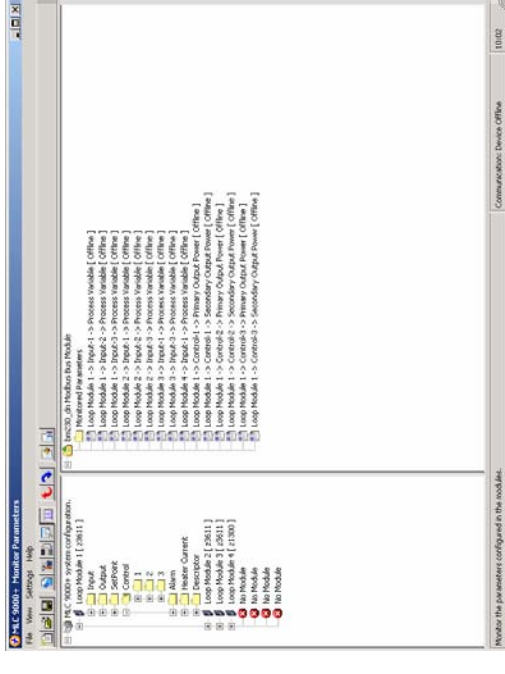 MLC 9000+ Monitor Parameters
File View Settings Help
MLC 9000+ system configuration.
Loop Module 1 [ z3611 ]
Input
Output
SetPoint
Control
1
2
3
Alarm
Heater Current
Descriptor
Loop Module 2 [ z3611 ]
Loop Module 3 [ z3611 ]
Loop Module 4 [ z1300 ]
No Module
No Module
No Module
No Module
bm230_dn Modbus Bus Module
Monitored Parameters
Loop Module 1 -> Input-1 -> Process Variable [ Offline ]
Loop Module 1 -> Input-2 -> Process Variable [ Offline ]
Loop Module 1 -> Input-3 -> Process Variable [ Offline ]
Loop Module 2 -> Input-1 -> Process Variable [ Offline ]
Loop Module 2 -> Input-2 -> Process Variable [ Offline ]
Loop Module 2 -> Input-3 -> Process Variable [ Offline ]
Loop Module 3 -> Input-1 -> Process Variable [ Offline ]
Loop Module 3 -> Input-3 -> Process Variable [ Offline ]
Loop Module 4 -> Input-1 -> Process Variable [ Offline ]
Loop Module 1 -> Control-1 -> Primary Output Power [ Offline ]
Loop Module 1 -> Control-1 -> Secondary Output Power [ Offline ]
Loop Module 1 -> Control-2 -> Primary Output Power [ Offline ]
Loop Module 1 -> Control-2 -> Secondary Output Power [ Offline ]
Loop Module 1 -> Control-3 -> Primary Output Power [ Offline ]
Loop Module 1 -> Control-3 -> Secondary Output Power [ Offline ]
Monitor the parameters configured in the modules.
Communication: Device Offline
10:02